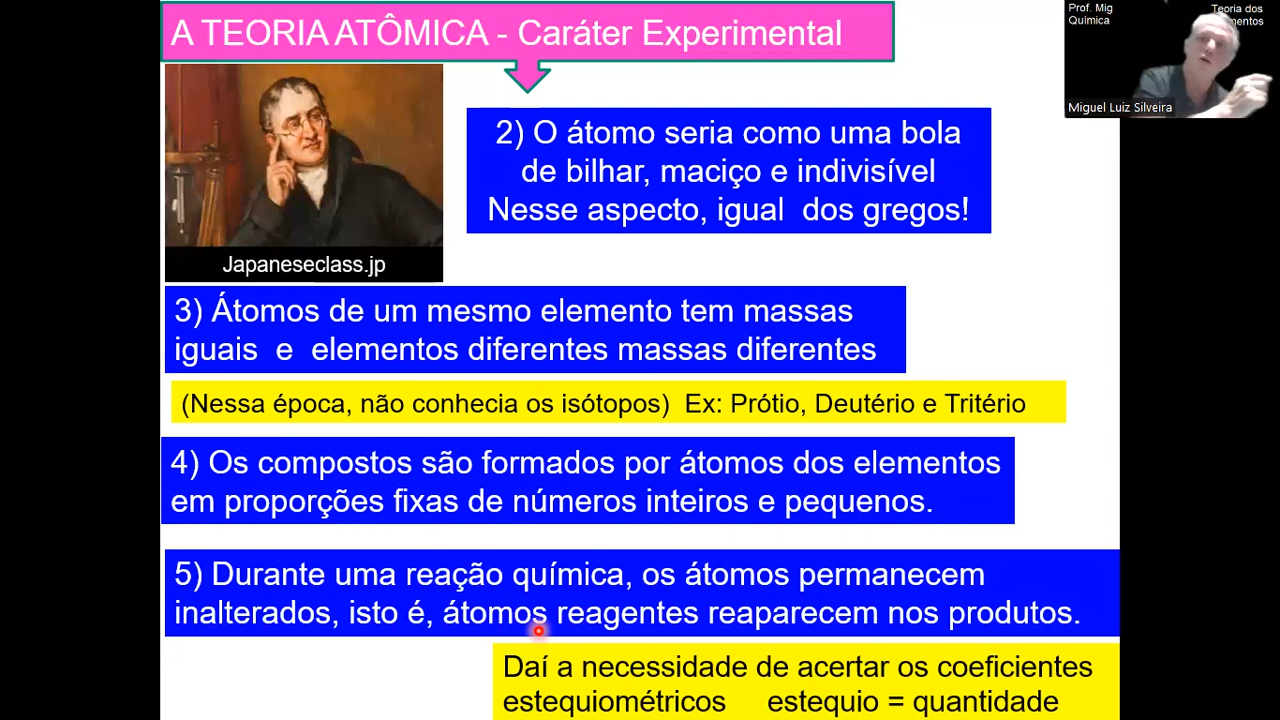 A TEORIA ATÔMICA - Caráter Experimental
Prof. Mig
Química
Teoria dos
Miguel Luiz Silveira
2) O átomo seria como uma bola
de bilhar, maciço e indivisível
Nesse aspecto, igual dos gregos!
Japaneseclass.jp
3) Átomos de um mesmo elemento tem massas
iguais e elementos diferentes massas diferentes
(Nessa época, não conhecia os isótopos) Ex: Prótio, Deutério e Tritério
4) Os compostos são formados por átomos dos elementos
em proporções fixas de números inteiros e pequenos.
5) Durante uma reação química, os átomos permanecem
inalterados, isto é, átomos reagentes reaparecem nos produtos.
Daí a necessidade de acertar os coeficientes
estequiométricos estequio = quantidade